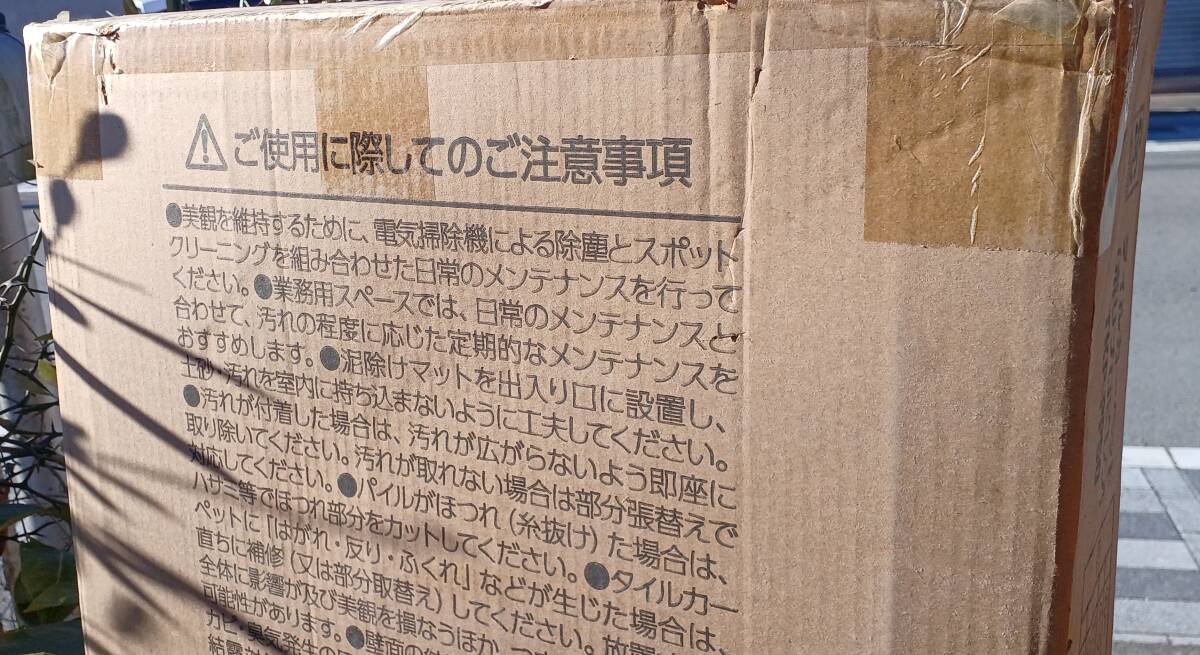 ⚠ご使用に際してのご注意事項
●美観を維持するために、電気掃除機による除塵とスポット
クリーニングを組み合わせた日常のメンテナンスを行って
ください。●業務用スペースでは、日常のメンテナンスと
合わせて、汚れの程度に応じた定期的なメンテナンスを
おすすめします。●泥除けマットを出入り口に設置し、
土砂・汚れを室内に持ち込まないように工夫してください。
●汚れが付着した場合は、汚れが広がらないよう即座に
取り除いてください。汚れが取れない場合は部分張替えで
対応してください。●パイルがほつれ(糸抜け)た場合は、
ハサミ等でほつれ部分をカットしてください。●タイルカー
ペットに「はがれ・反り・ふくれ」などが生じた場合は、
直ちに補修(又は部分取替え)してください。放置
全体に影響が及び美観を損なうほか、つ
可能性があります。●壁面の
カビ・臭気発生の
結露